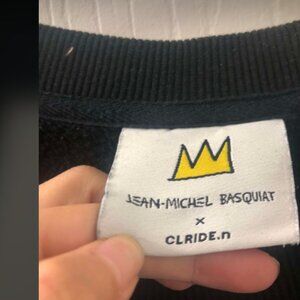 JEAN-MICHEL BASQUIAT
x
CLRIDE.n